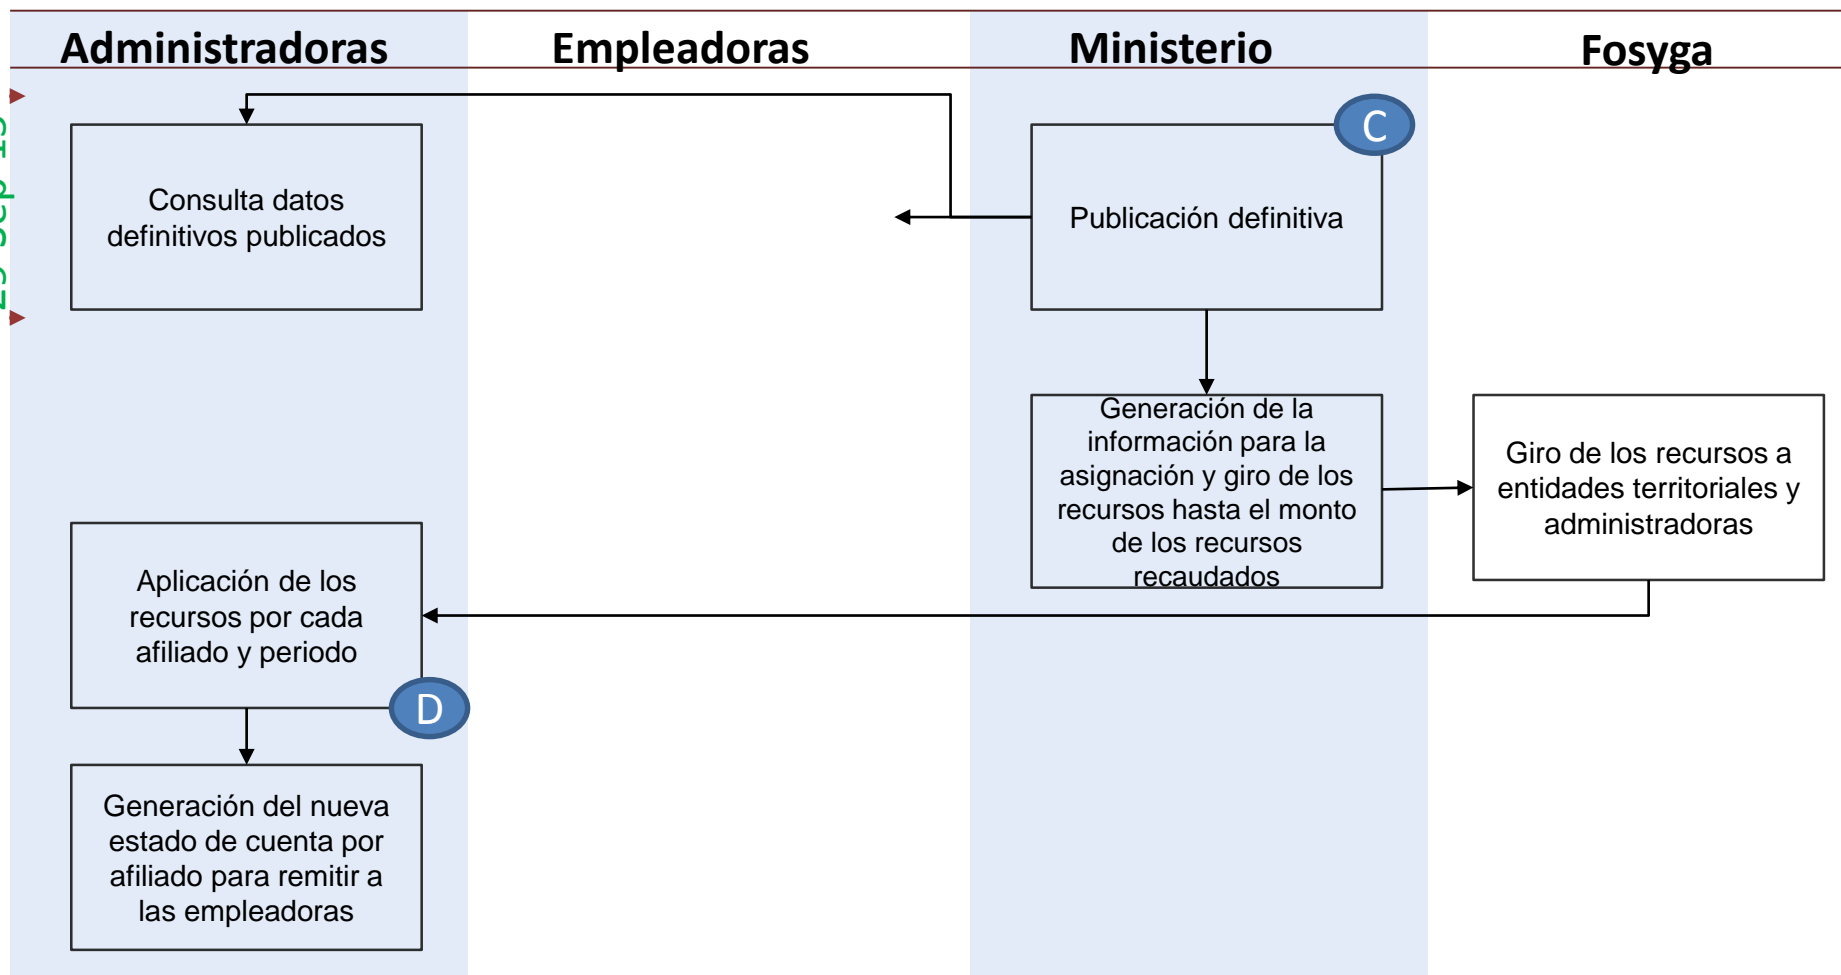 Administradoras
Empleadoras
Ministerio
Fosyga
C
Consulta datos
definitivos publicados
Publicación definitiva
Generación de la
información para la
asignación y giro de los
recursos hasta el monto
de los recursos
recaudados
Giro de los recursos a
entidades territoriales y
administradoras
Aplicación de los
recursos por cada
afiliado y periodo
D
Generación del nueva
estado de cuenta por
afiliado para remitir a
las empleadoras